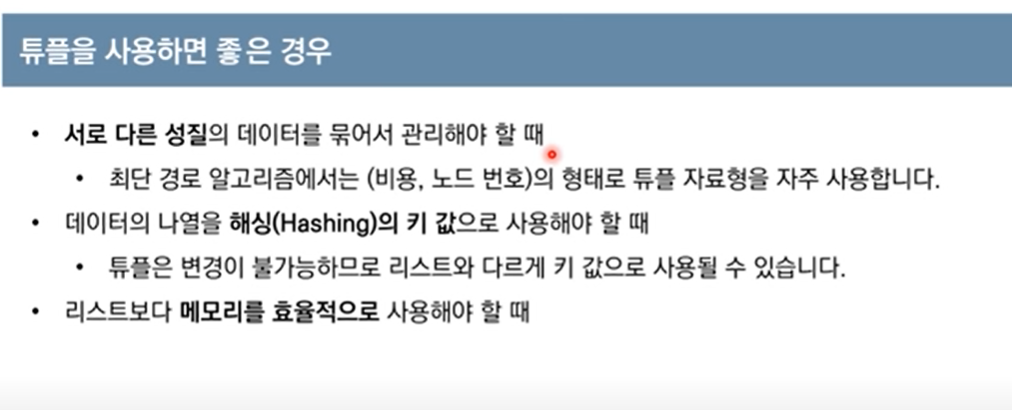 튜플을 사용하면 좋은 경우
• 서로 다른 성질의 데이터를 묶어서 관리해야 할 때
• 최단 경로 알고리즘에서는 (비용, 노드 번호)의 형태로 튜플 자료형을 자주 사용합니다.
• 데이터의 나열을 해싱(Hashing)의 키 값으로 사용해야 할 때
• 튜플은 변경이 불가능하므로 리스트와 다르게 키 값으로 사용될 수 있습니다.
• 리스트보다 메모리를 효율적으로 사용해야 할 때